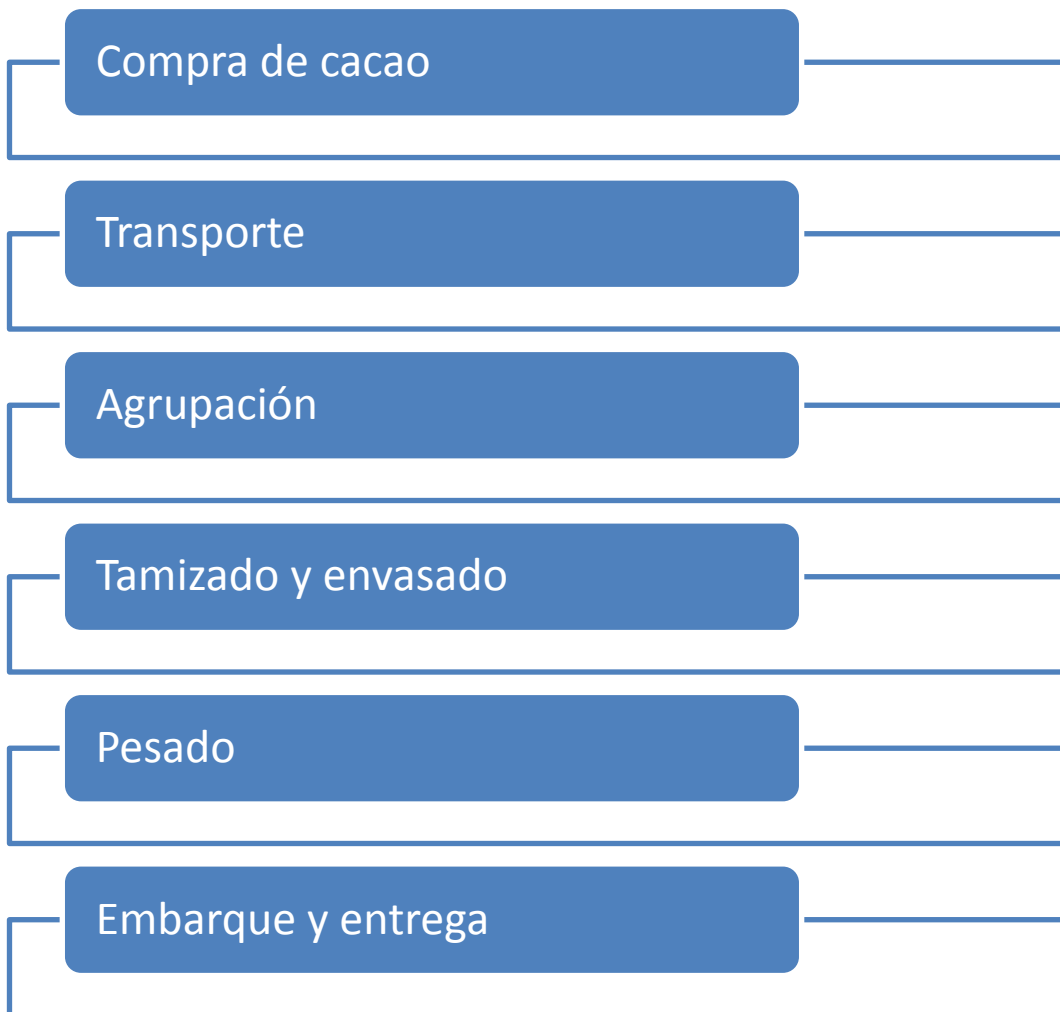 Compra de cacao
Transporte
Agrupación
Tamizado y envasado
Pesado
Embarque y entrega